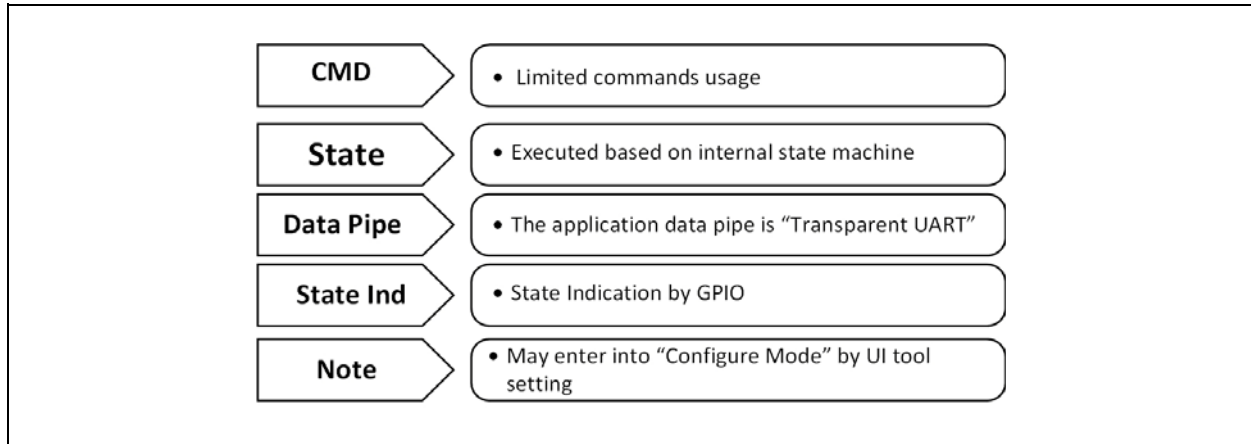 CMD
• Limited commands usage
State
• Executed based on internal state machine
Data Pipe
• The application data pipe is “Transparent UART”
State Ind
• State Indication by GPIO
Note
• May enter into “Configure Mode” by UI tool
setting